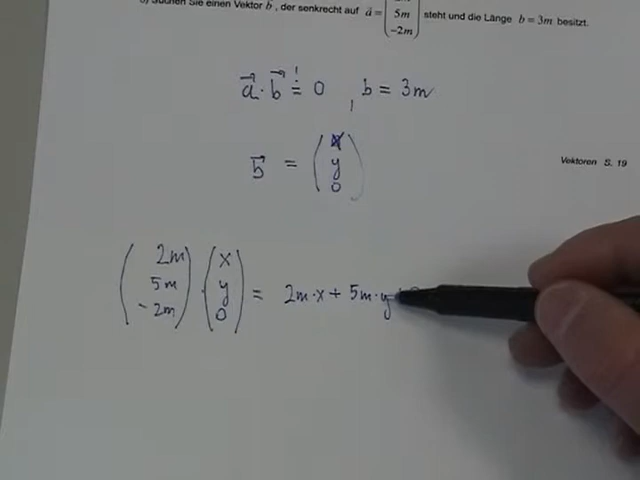 Suchen Sie einen Vektor b⃗ , der senkrecht auf a⃗ = ( 5m -2m ) steht und die Länge b = 3m besitzt.
a⃗ · b⃗ =! 0 , b = 3m
b⃗ = ( x y 0 )
Vektoren S. 19
( 2m 5m -2m ) · ( x y 0 ) = 2m·x + 5m·y